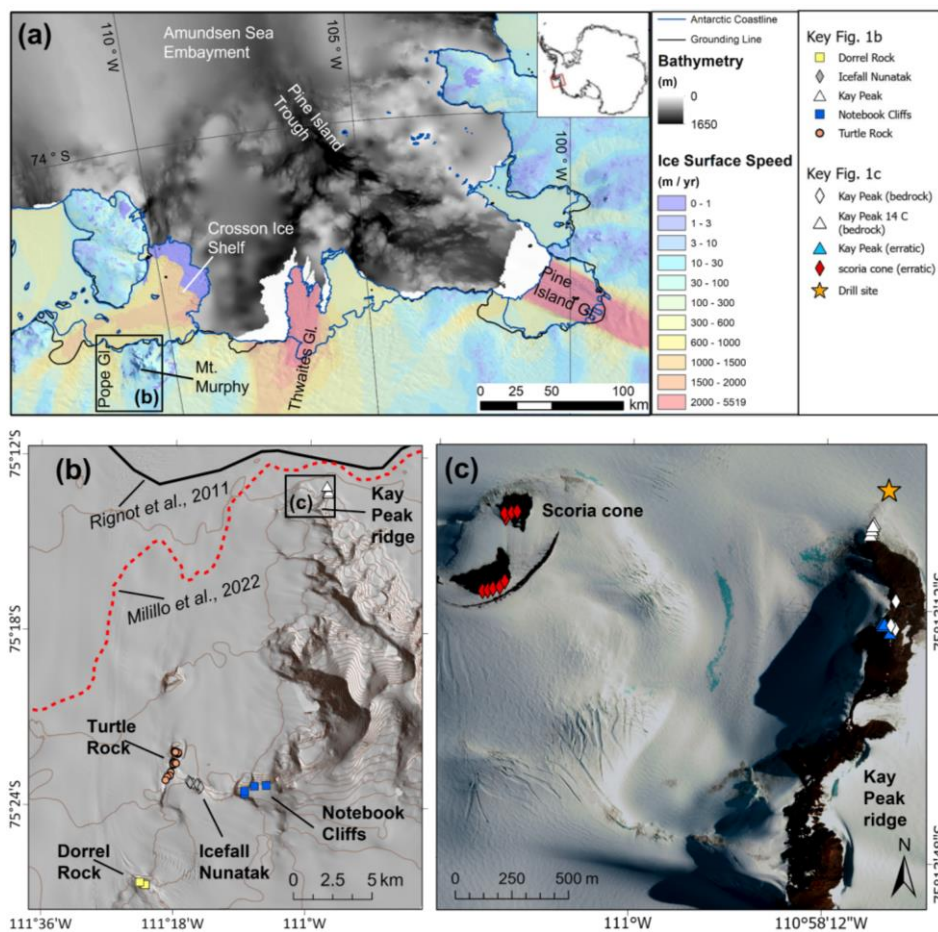 (a)
Amundsen Sea
Embayment
110 ° W
105 ° W
100 ° W
74 ° S
Pine Island
Trough
Crosson Ice
Shelf
Pope Gl.
Mt.
Murphy
(b)
Thwaites Gl.
Pine
Island Gl.
0 25 50 100
km
Antarctic Coastline
Grounding Line
Bathymetry
(m)
0
1650
Ice Surface Speed
(m / yr)
0 - 1
1 - 3
3 - 10
10 - 30
30 - 100
100 - 300
300 - 600
600 - 1000
1000 - 1500
1500 - 2000
2000 - 5519
Key Fig. 1b
Dorrel Rock
Icefall Nunatak
Kay Peak
Notebook Cliffs
Turtle Rock
Key Fig. 1c
Kay Peak (bedrock)
Kay Peak 14 C
(bedrock)
Kay Peak (erratic)
scoria cone (erratic)
Drill site
(b)
75°12'S
75°18'S
75°24'S
Rignot et al., 2011
Milillo et al., 2022
(c)
Kay
Peak
ridge
Turtle
Rock
Notebook
Cliffs
Icefall
Nunatak
Dorrel
Rock
0 2.5 5 km
111°36'W
111°18'W
111°W
(c)
Scoria cone
Kay
Peak
ridge
N
0 250 500 m
111°W
110°58'12"W
75°13'48"S